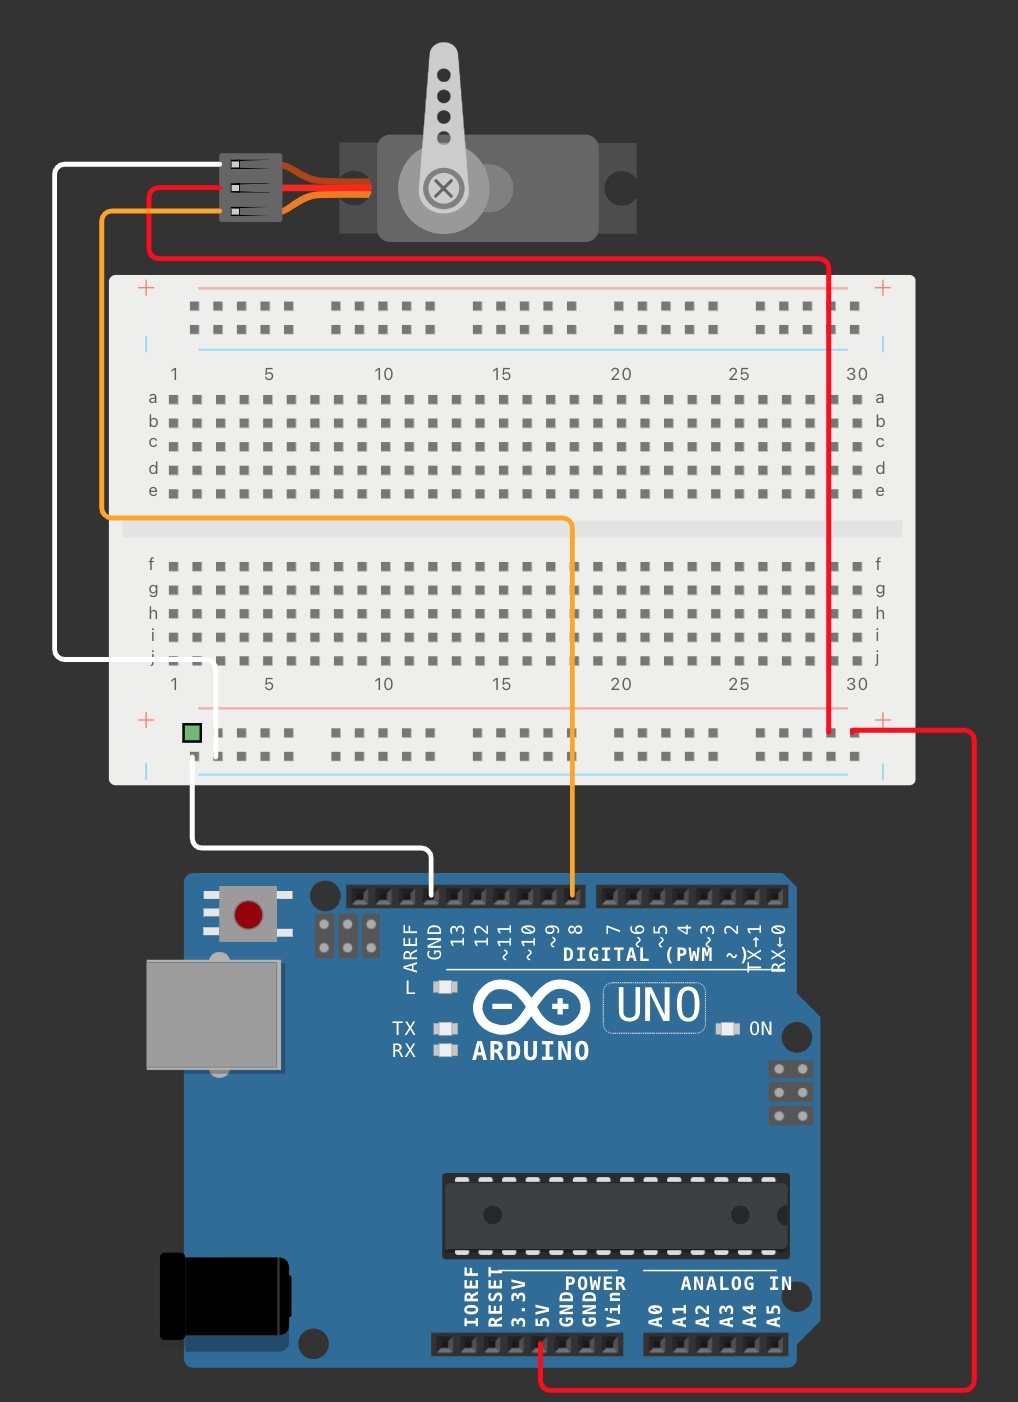 + +
1 5 10 15 20 25 30
a a
b b
c c
d d
e e
f f
g g
h h
i i
j j
1 5 10 15 20 25 30
+ +
AREF
GND
13
12
~11
~10
~9
8
7
~6
~5
4
~3
2
TX→1
RX←0
DIGITAL (PWM ~)
L
UNO
TX
ON
RX
ARDUINO
POWER
ANALOG IN
IOREF
RESET
3.3V
5V
GND
GND
Vin
A0
A1
A2
A3
A4
A5